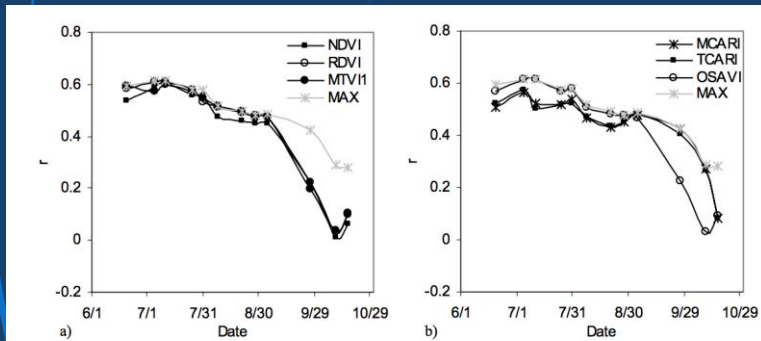 0.8
0.6
0.4
0.2
0
-0.2
r
6/1 7/1 7/31 8/30 9/29 10/29
a) Date
NDVI
RDVI
MTVI1
MAX
0.8
0.6
0.4
0.2
0
-0.2
r
6/1 7/1 7/31 8/30 9/29 10/29
b) Date
MCARI
TCARI
OSAVI
MAX